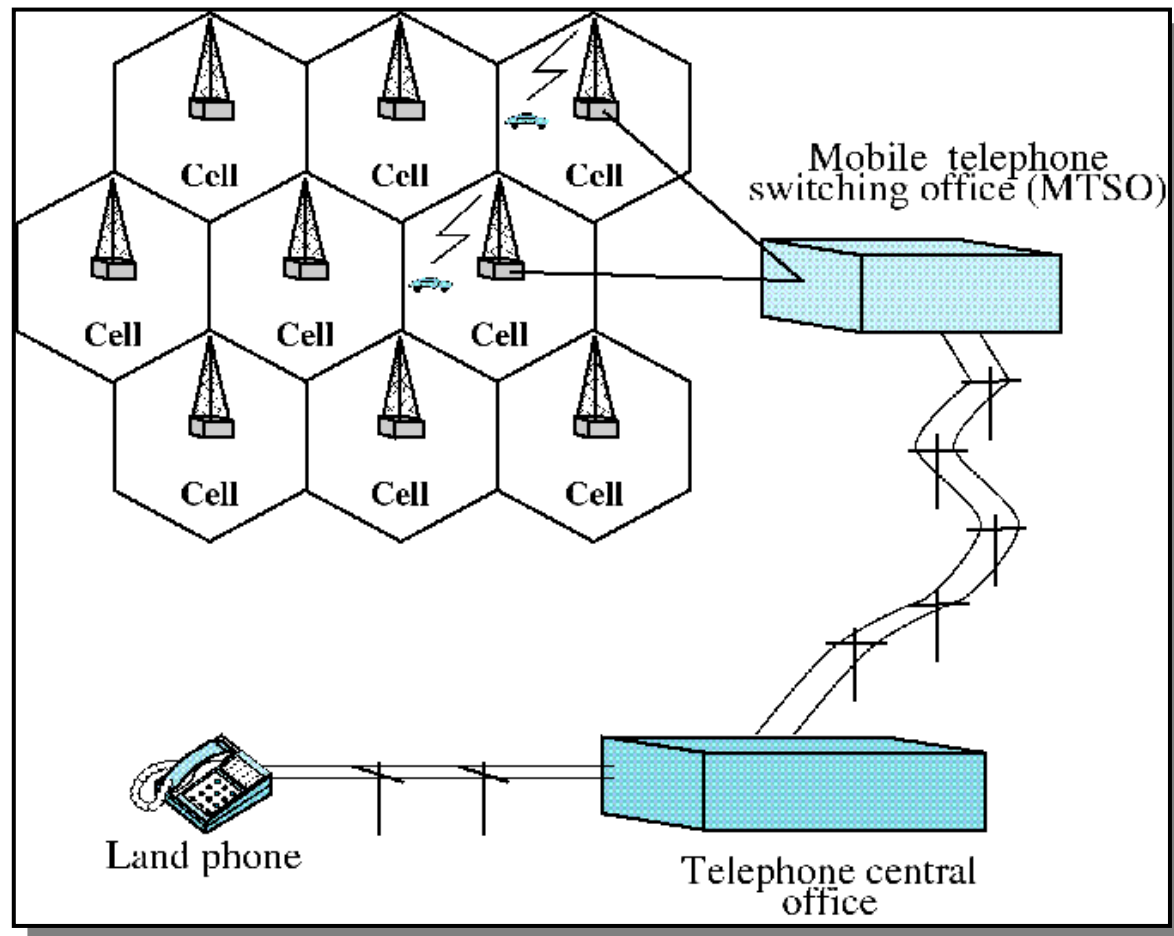 Cell
Cell
Cell
Mobile telephone
switching office (MTSO)
Cell
Cell
Cell
Cell
Cell
Cell
Land phone
Telephone central
office